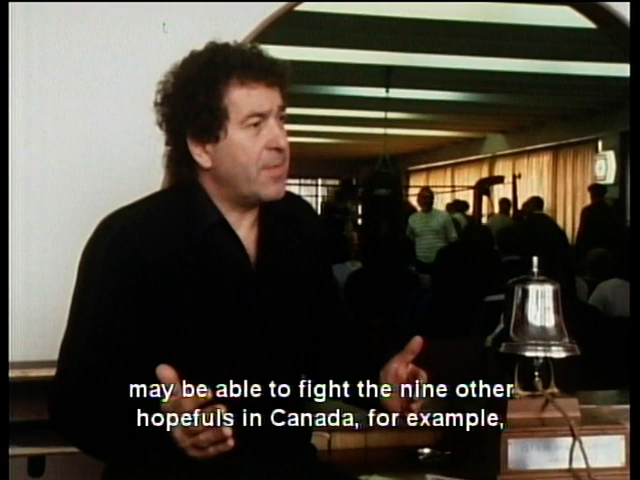 may be able to fight the nine other
hopefuls in Canada, for example,